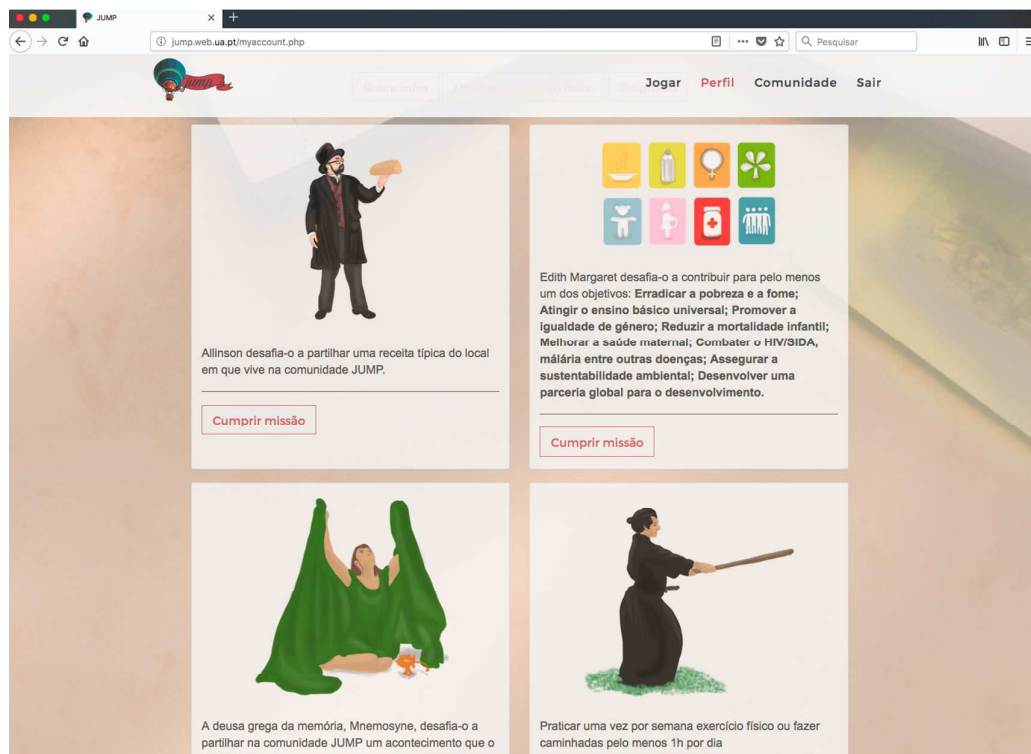 JUMP
jump.web.ua.pt/myaccount.php
Pesquisar
jump
Jogar Perfil Comunidade Sair
Allinson desafia-o a partilhar uma receita típica do local
em que vive na comunidade JUMP.
Cumprir missão
Edith Margaret desafia-o a contribuir para pelo menos
um dos objetivos: Erradicar a pobreza e a fome;
Atingir o ensino básico universal; Promover a
igualdade de género; Reduzir a mortalidade infantil;
Melhorar a saúde maternal; Combater o HIV/SIDA,
málária entre outras doenças; Assegurar a
sustentabilidade ambiental; Desenvolver uma
parceria global para o desenvolvimento.
Cumprir missão
A deusa grega da memória, Mnemosyne, desafia-o a
partilhar na comunidade JUMP um acontecimento que o
Praticar uma vez por semana exercício físico ou fazer
caminhadas pelo menos 1h por dia